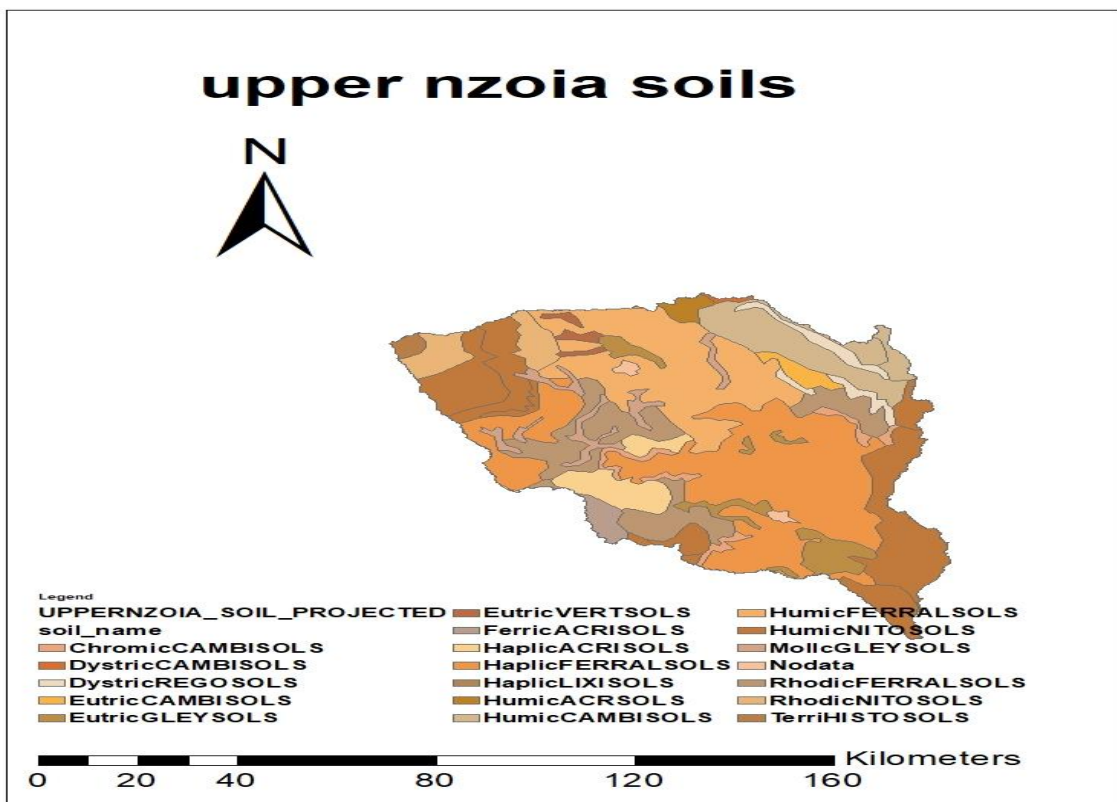 upper nzoia soils
N
Legend
UPPERNZOIA_SOIL_PROJECTED
soil_name
ChromicCAMBISOLS
DystricCAMBISOLS
DystricREGOSOLS
EutricCAMBISOLS
EutricGLEYSOLS
EutricVERTSOLS
FerricACRISOLS
HaplicACRISOLS
HaplicFERRALSOLS
HaplicLIXISOLS
HumicACRSOLS
HumicCAMBISOLS
HumicFERRALSOLS
HumicNITOSOLS
MollcGLEYSOLS
Nodata
RhodicFERRALSOLS
RhodicNITOSOLS
TerriHISTOSOLS
Kilometers
0 20 40 80 120 160